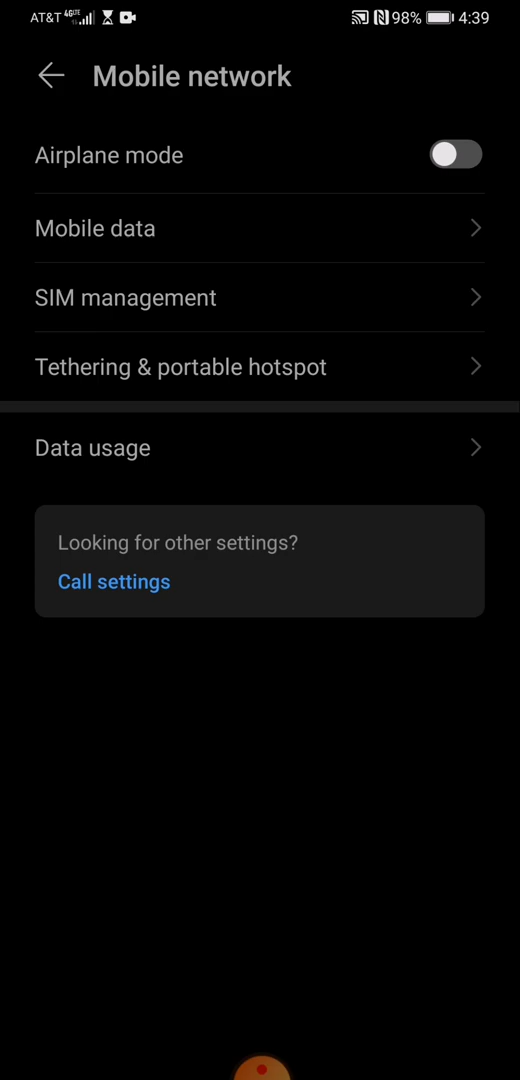 AT&T 4G LTE 98% 4:39
Mobile network
Airplane mode
Mobile data
SIM management
Tethering & portable hotspot
Data usage
Looking for other settings?
Call settings